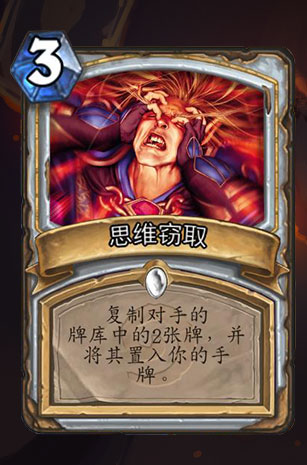 3
思维窃取
复制对手的
牌库中的2张牌，并
将其置入你的手
牌。